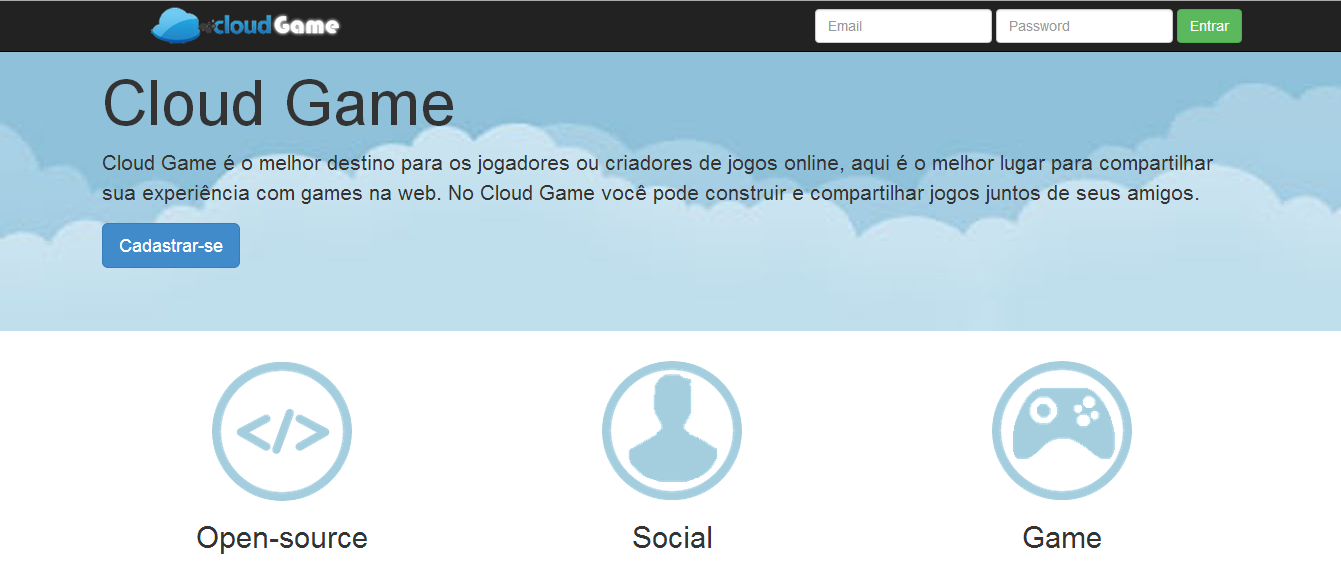 cloudGame
Email
Password
Entrar
Cloud Game
Cloud Game é o melhor destino para os jogadores ou criadores de jogos online, aqui é o melhor lugar para compartilhar
sua experiência com games na web. No Cloud Game você pode construir e compartilhar jogos juntos de seus amigos.
Cadastrar-se
</>
Open-source
Social
Game